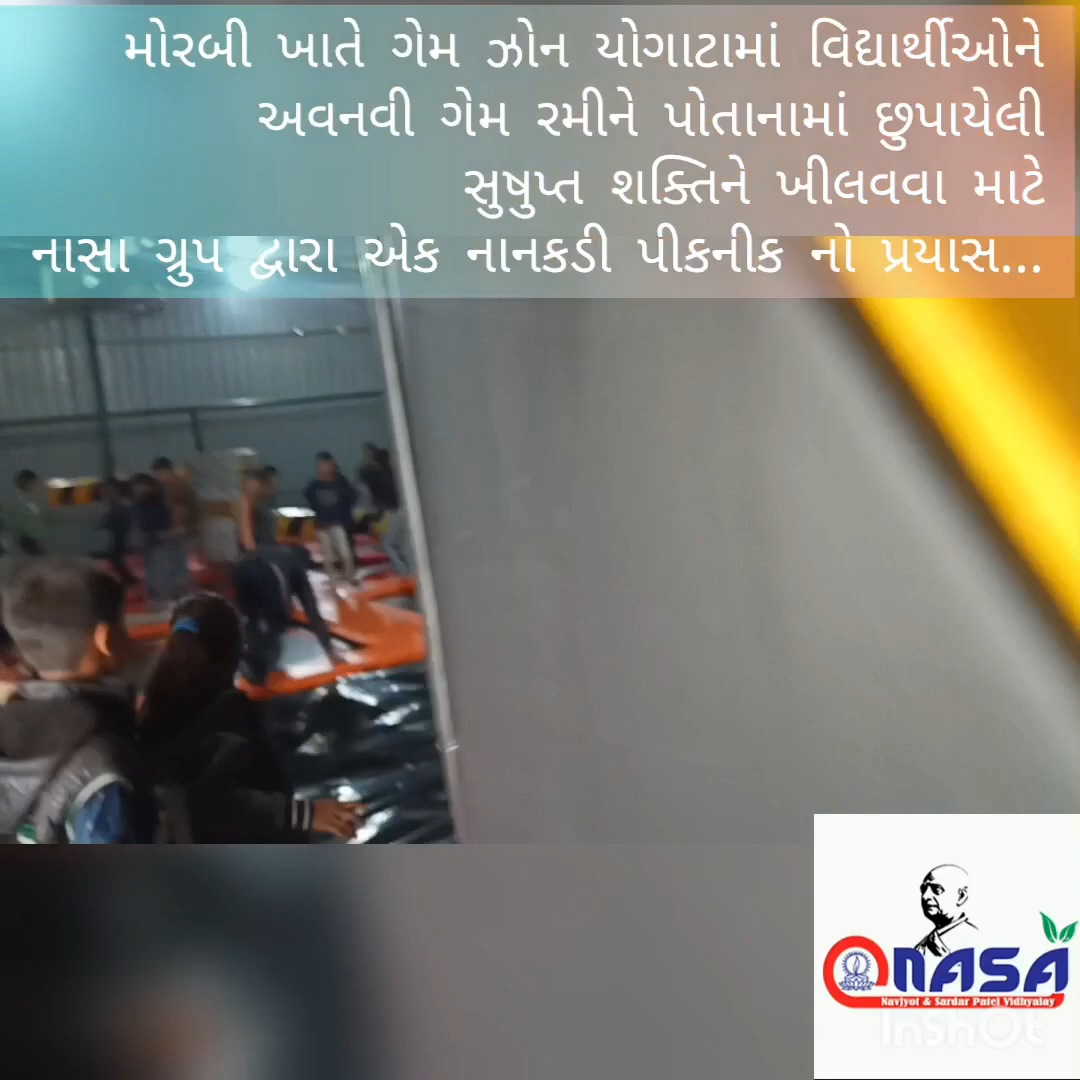 મોરબી ખાતે ગેમ ઝોન યોગાટામાં વિદ્યાર્થીઓને
અવનવી ગેમ રમીને પોતાનામાં છુપાયેલી
સુષુપ્ત શક્તિને ખીલવવા માટે
નાસા ગ્રુપ દ્વારા એક નાનકડી પીકનીક નો પ્રયાસ...
NASA
Navjyot & Sardar Patel Vidhyalay
InShOt